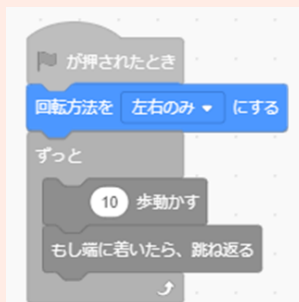 が押されたとき
回転方法を 左右のみ にする
ずっと
10 歩動かす
もし端に着いたら、跳ね返る